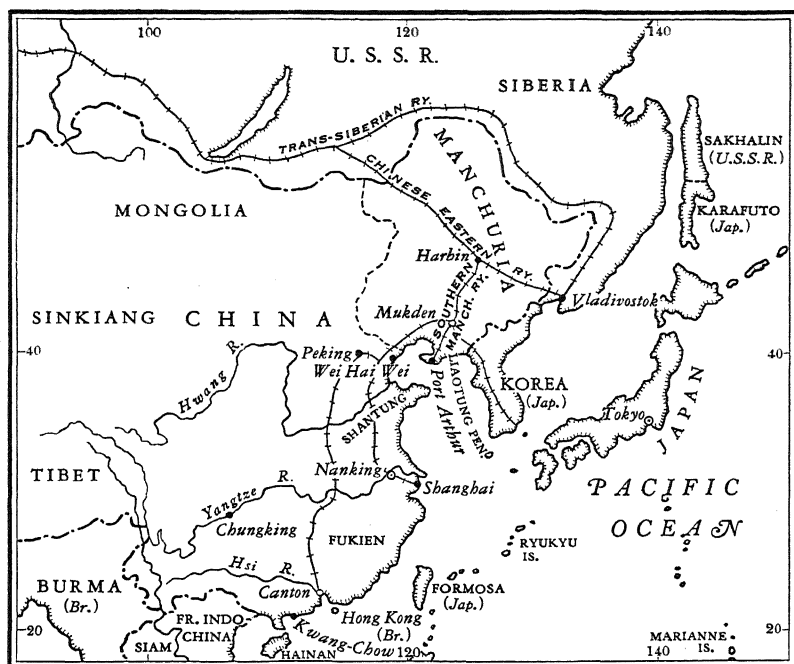 100 120 140
U. S. S. R.
SIBERIA
TRANS-SIBERIAN RY.
SAKHALIN
(U.S.S.R.)
MANCHURIA
CHINESE EASTERN RY.
MONGOLIA
KARAFUTO
(Jap.)
Harbin
SOUTHERN
MANCH. RY.
Vladivostok
Mukden
SINKIANG CHINA
40 40
Peking
Hwang R.
Wei Hai Wei
Port Arthur
LIAOTUNG PEND
KOREA
(Jap.)
SHANTUNG
Tokyo
JAPAN
TIBET
Nanking
Shanghai
Yangtze R.
Chungking
PACIFIC
OCEAN
FUKIEN
RYUKYU
IS.
Hsi R.
BURMA
(Br.)
Canton
FORMOSA
(Jap.)
FR. INDO
CHINA
Hong Kong
(Br.)
Kwang-Chow
SIAM
HAINAN
20 120 140 20
MARIANNE
IS.